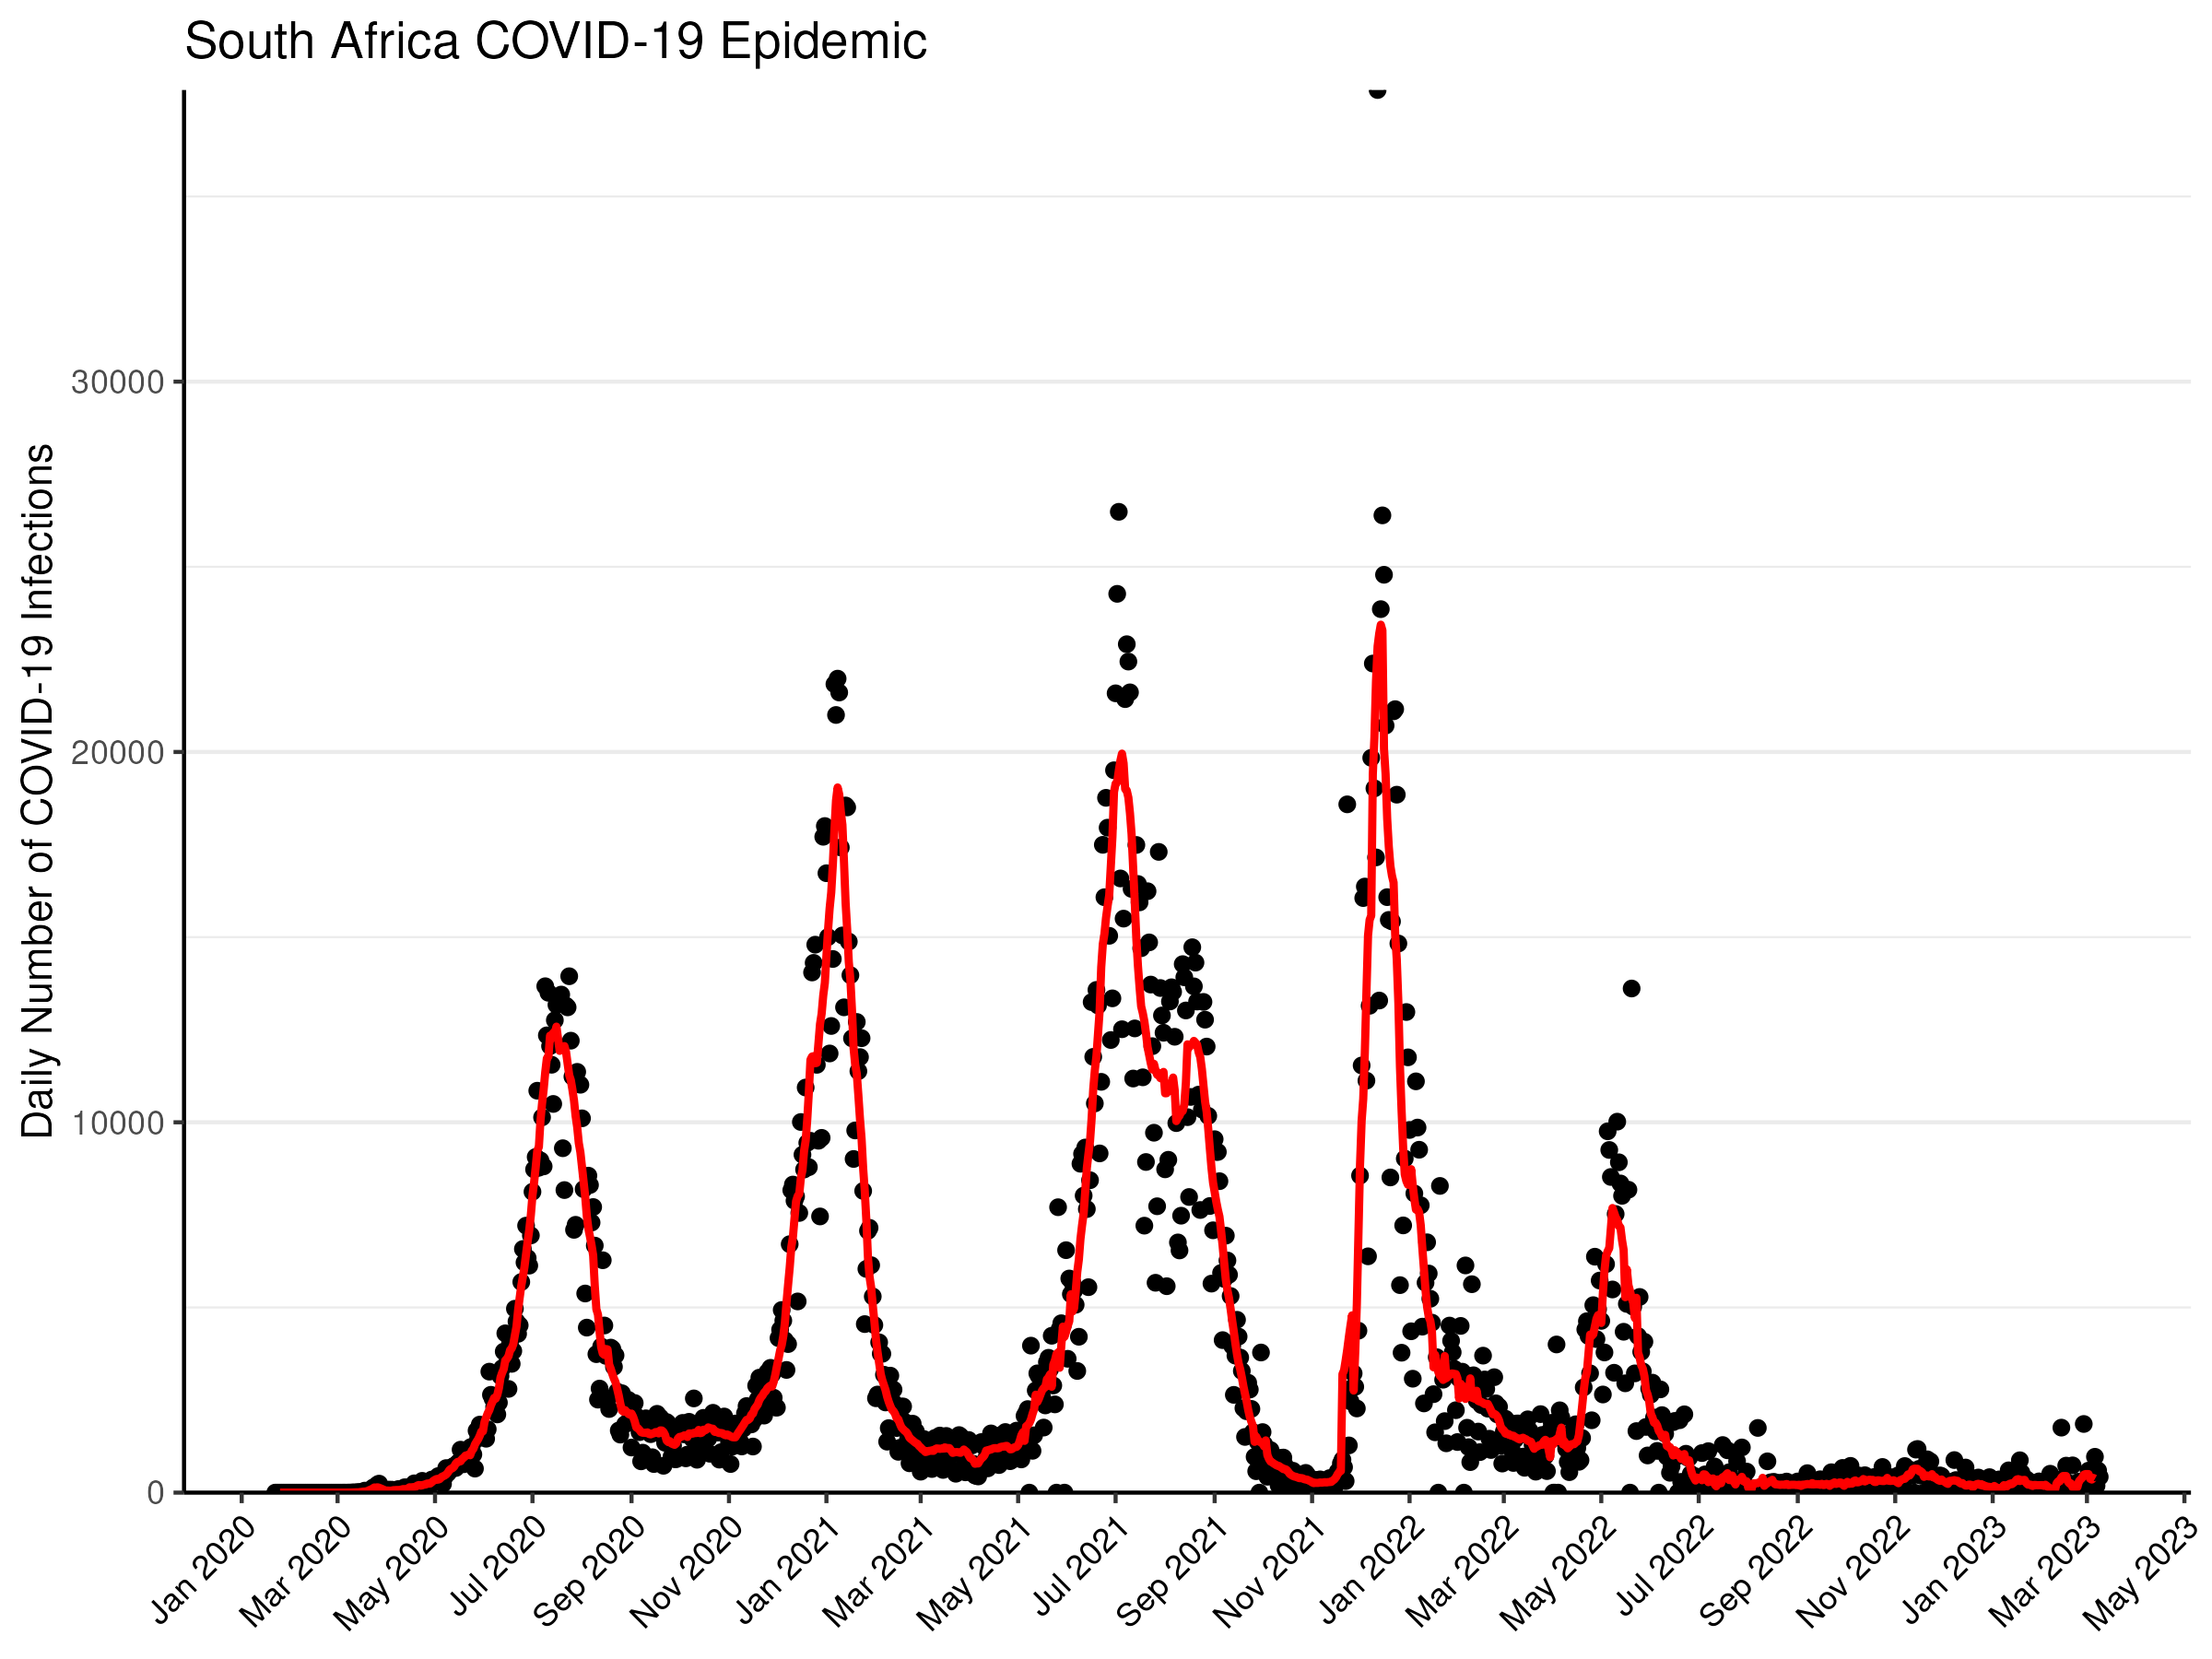 South Africa COVID-19 Epidemic
Daily Number of COVID-19 Infections
30000
20000
10000
0
Jan 2020
Mar 2020
May 2020
Jul 2020
Sep 2020
Nov 2020
Jan 2021
Mar 2021
May 2021
Jul 2021
Sep 2021
Nov 2021
Jan 2022
Mar 2022
May 2022
Jul 2022
Sep 2022
Nov 2022
Jan 2023
Mar 2023
May 2023